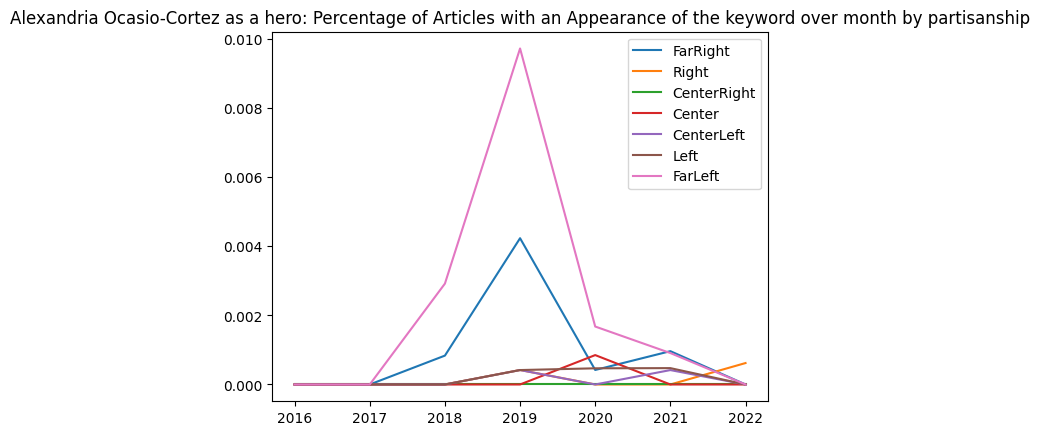 Alexandria Ocasio-Cortez as a hero: Percentage of Articles with an Appearance of the keyword over month by partisanship
0.010
0.008
0.006
0.004
0.002
0.000
FarRight
Right
CenterRight
Center
CenterLeft
Left
FarLeft
2016 2017 2018 2019 2020 2021 2022